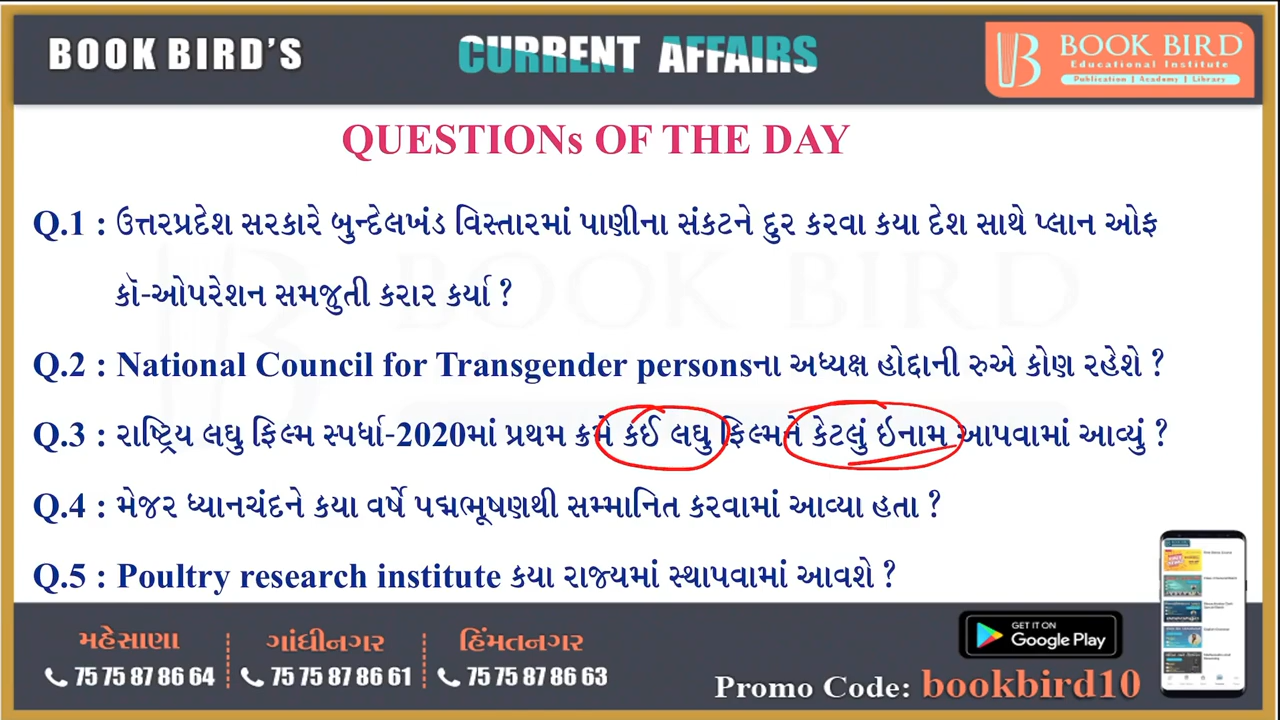 BOOK BIRD'S
CURRENT AFFAIRS
BOOK BIRD
Educational Institute
Publication | Academy | Library
QUESTIONs OF THE DAY
Q.1 : ઉત્તરપ્રદેશ સરકારે બુન્દેલખંડ વિસ્તારમાં પાણીના સંકટને દુર કરવા કયા દેશ સાથે પ્લાન ઓફ
કૉ-ઓપરેશન સમજુતી કરાર કર્યા ?
Q.2 : National Council for Transgender personsના અધ્યક્ષ હોદ્દાની રુએ કોણ રહેશે ?
Q.3 : રાષ્ટ્રિય લઘુ ફિલ્મ સ્પર્ધા-2020માં પ્રથમ ક્રમે કઈ લઘુ ફિલ્મને કેટલું ઇનામ આપવામાં આવ્યું ?
Q.4 : મેજર ધ્યાનચંદને કયા વર્ષે પદ્મભૂષણથી સમ્માનિત કરવામાં આવ્યા હતા ?
Q.5 : Poultry research institute કયા રાજ્યમાં સ્થાપવામાં આવશે ?
BOOK BIRD
મહેસાણા
75 75 87 86 64
ગાંધીનગર
75 75 87 86 61
હિંમતનગર
75 75 87 86 63
GET IT ON
Google Play
Promo Code: bookbird10